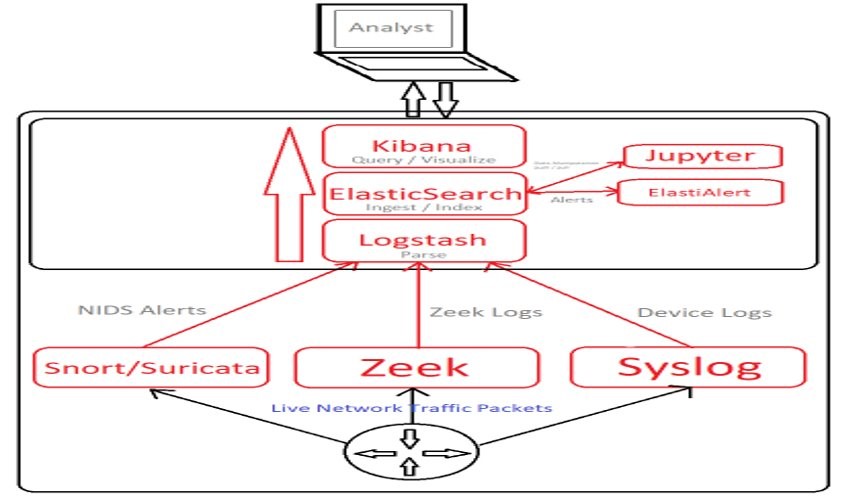 Analyst
Kibana
Query / Visualize
ElasticSearch
Ingest / Index
Logstash
Parse
Jupyter
ElastiAlert
Alerts
NIDS Alerts
Zeek Logs
Device Logs
Snort/Suricata
Zeek
Syslog
Live Network Traffic Packets